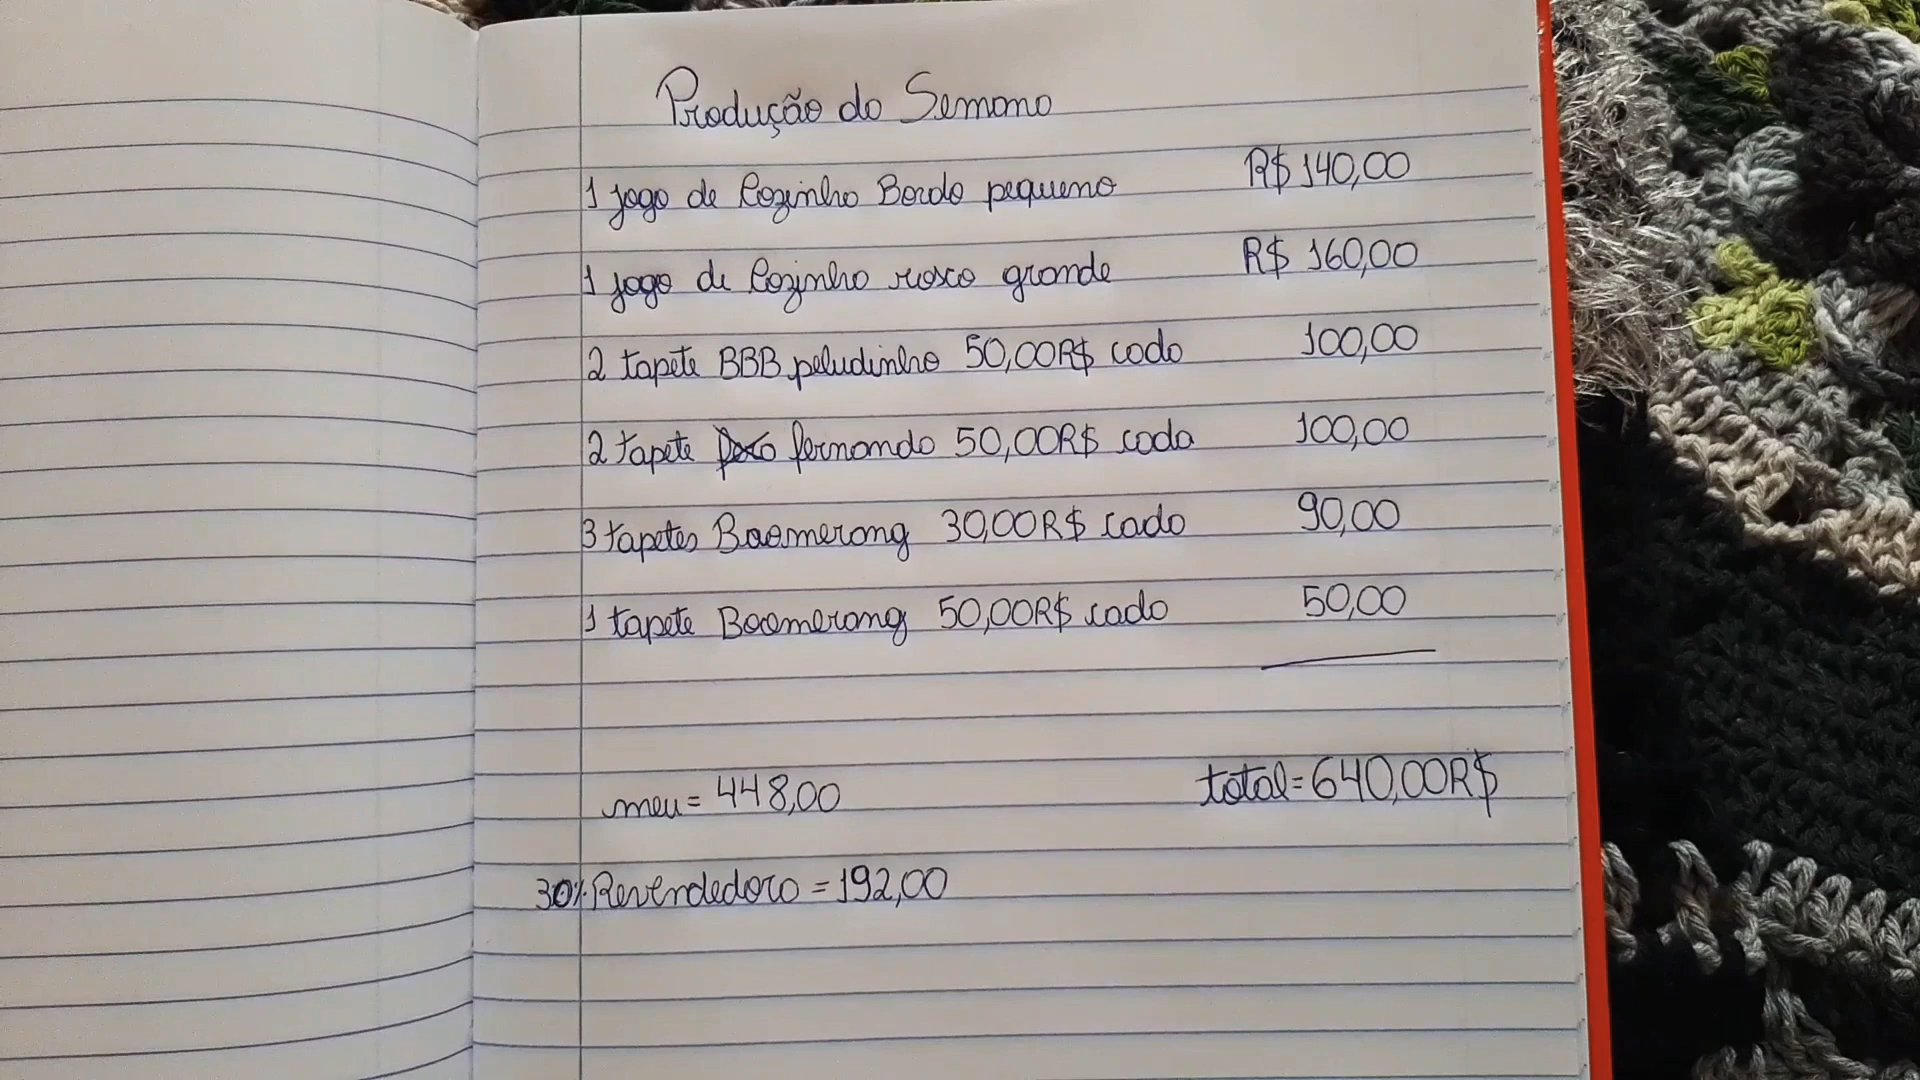 Produção da Semana
1 jogo de Cozinha Bordo pequeno R$ 140,00
1 jogo de Cozinha rosca grande R$ 160,00
2 tapete BBB peludinho 50,00R$ cada 100,00
2 tapete fernanda 50,00R$ cada 100,00
3 tapetes Boomerang 30,00R$ cada 90,00
1 tapete Boomerang 50,00R$ cada 50,00
meu = 448,00 total = 640,00R$
30% Revendedora = 192,00